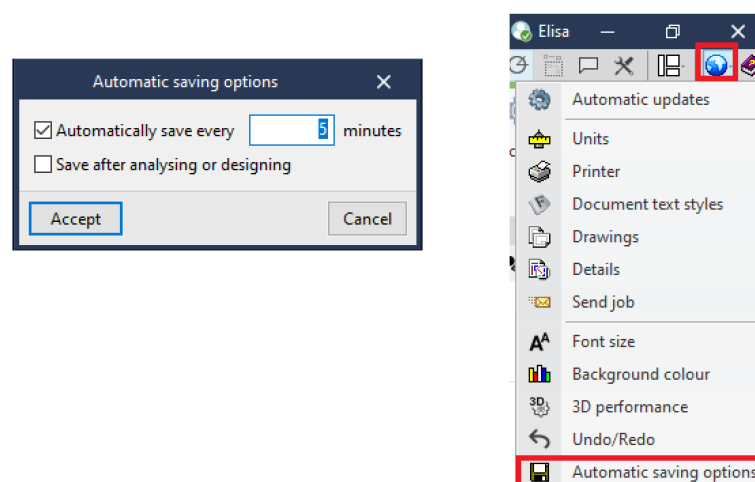 Automatic saving options
Automatically save every 5 minutes
Save after analysing or designing
Accept Cancel
Elisa
Automatic updates
Units
Printer
Document text styles
Drawings
Details
Send job
Font size
Background colour
3D performance
Undo/Redo
Automatic saving options